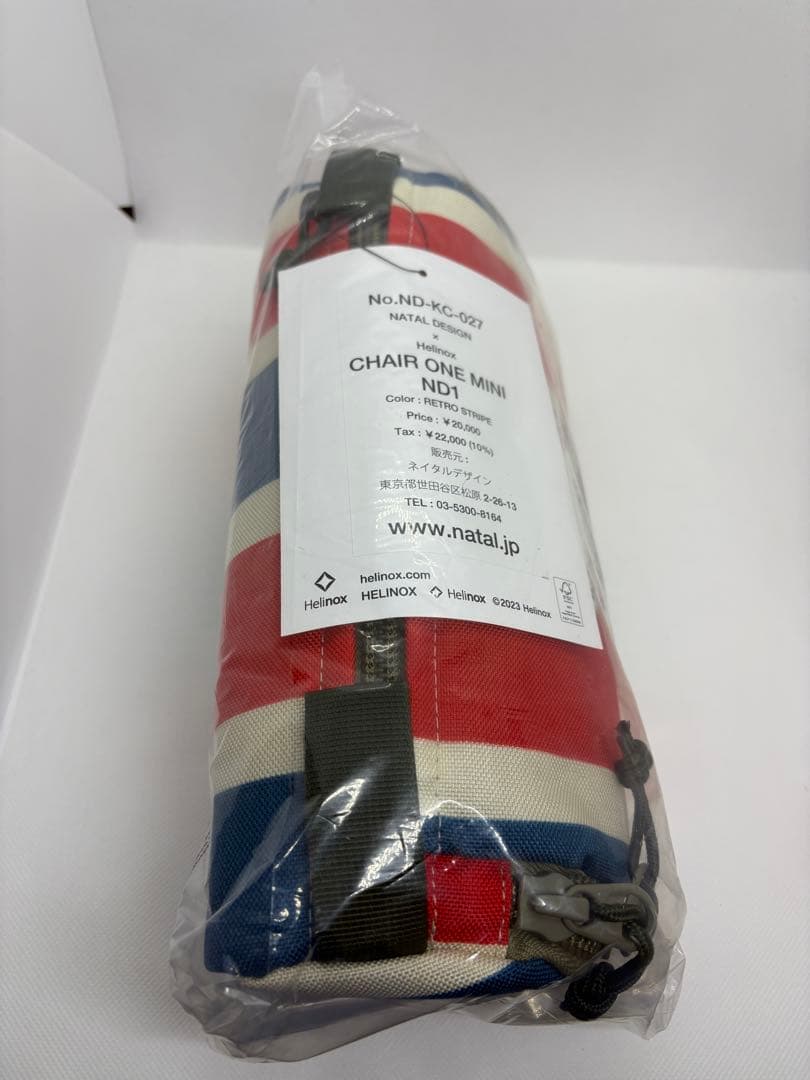 No.ND-KC-027
NATAL DESIGN
×
Helinox
CHAIR ONE MINI
ND1
Color : RETRO STRIPE
Price : ￥20,000
Tax : ￥22,000 (10%)
販売元 :
ネイタルデザイン
東京都世田谷区松原 2-26-13
TEL : 03-5300-8164
www.natal.jp
helinox.com
Helinox HELINOX Helinox ©2023 Helinox
FSC